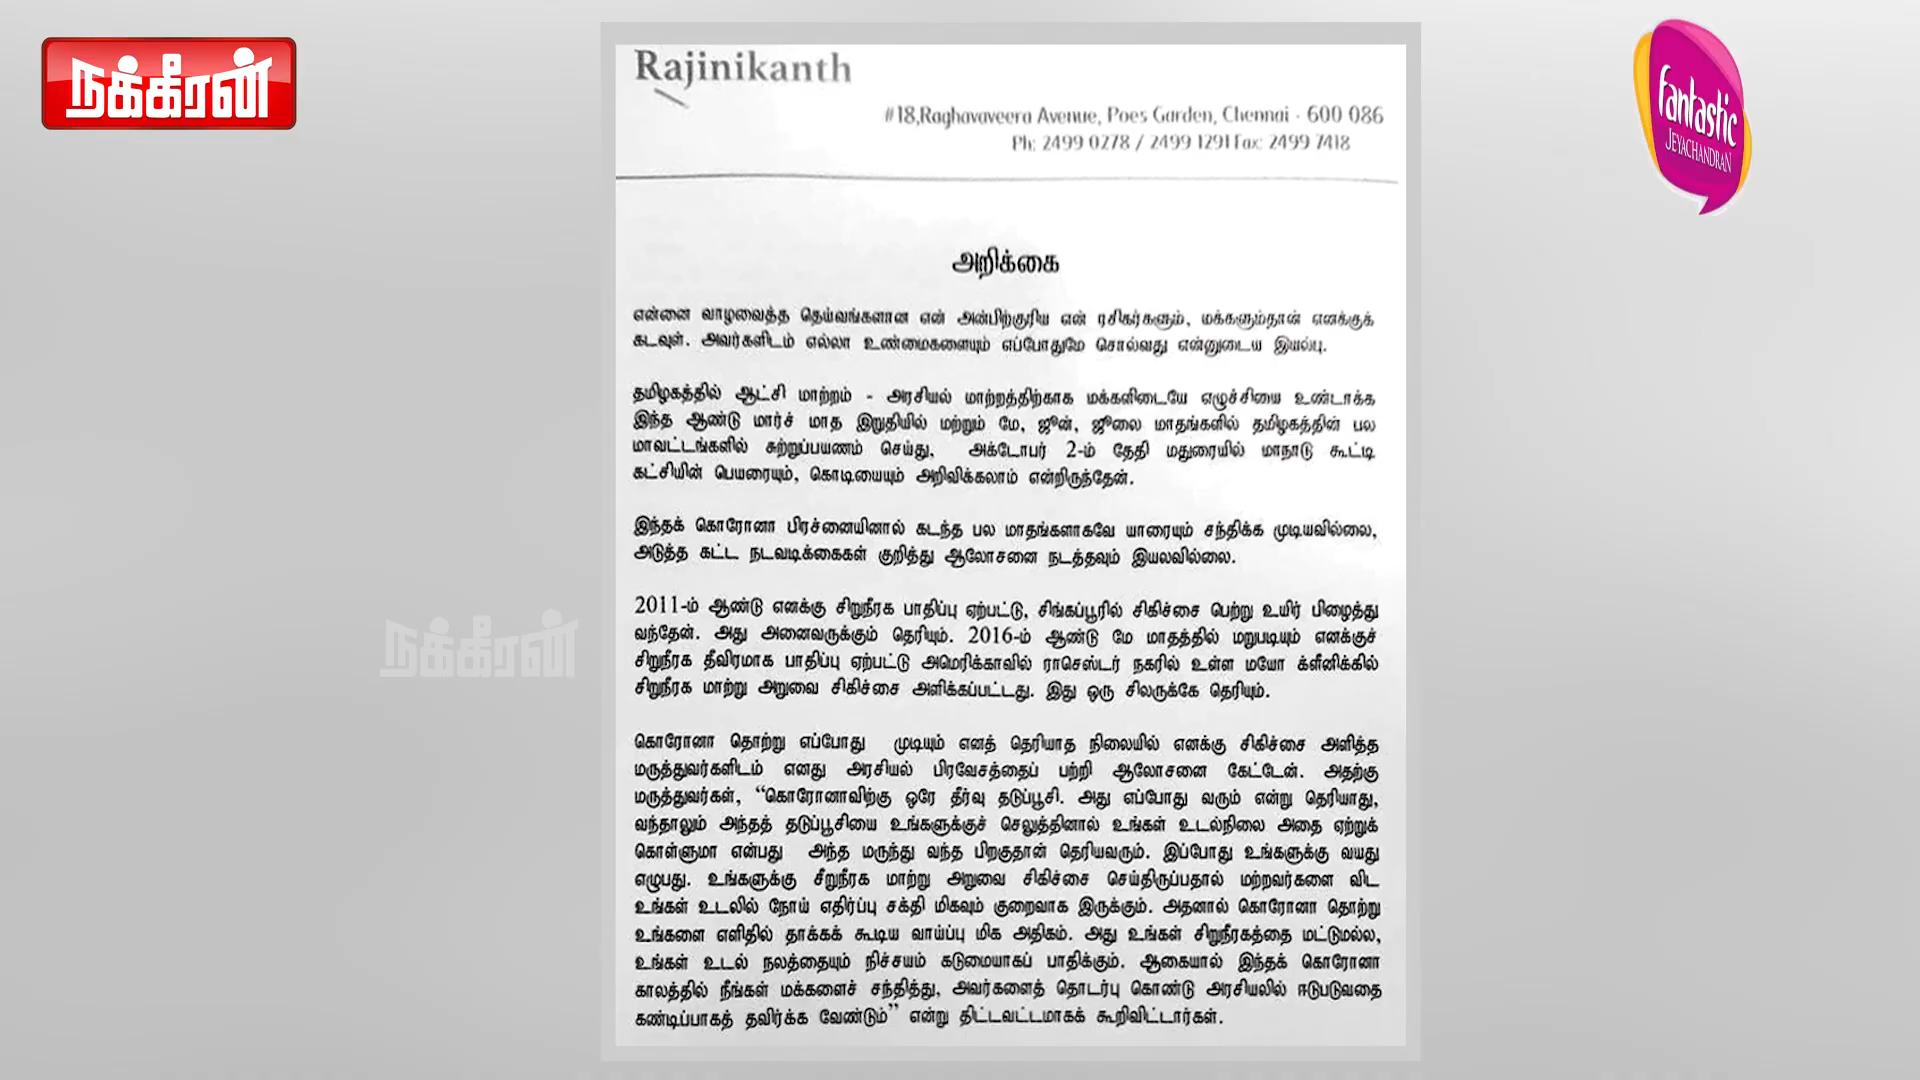 நக்கீரன்
fantastic
JEYACHANDRAN
Rajinikanth
#18,Raghavaveera Avenue, Poes Garden, Chennai - 600 086
Ph: 2499 0278 / 2499 1291 Fax: 2499 7418
அறிக்கை
என்னை வாழவைத்த தெய்வங்களான என் அன்பிற்குரிய என் ரசிகர்களும், மக்களும்தான் எனக்குக்
கடவுள். அவர்களிடம் எல்லா உண்மைகளையும் எப்போதுமே சொல்வது என்னுடைய இயல்பு.
தமிழகத்தில் ஆட்சி மாற்றம் - அரசியல் மாற்றத்திற்காக மக்களிடையே எழுச்சியை உண்டாக்க
இந்த ஆண்டு மார்ச் மாத இறுதியில் மற்றும் மே, ஜூன், ஜூலை மாதங்களில் தமிழகத்தின் பல
மாவட்டங்களில் சுற்றுப்பயணம் செய்து, அக்டோபர் 2-ம் தேதி மதுரையில் மாநாடு கூட்டி
கட்சியின் பெயரையும், கொடியையும் அறிவிக்கலாம் என்றிருந்தேன்.
இந்தக் கொரோனா பிரச்னையினால் கடந்த பல மாதங்களாகவே யாரையும் சந்திக்க முடியவில்லை,
அடுத்த கட்ட நடவடிக்கைகள் குறித்து ஆலோசனை நடத்தவும் இயலவில்லை.
2011-ம் ஆண்டு எனக்கு சிறுநீரக பாதிப்பு ஏற்பட்டு, சிங்கப்பூரில் சிகிச்சை பெற்று உயிர் பிழைத்து
வந்தேன். அது அனைவருக்கும் தெரியும். 2016-ம் ஆண்டு மே மாதத்தில் மறுபடியும் எனக்குச்
சிறுநீரக தீவிரமாக பாதிப்பு ஏற்பட்டு அமெரிக்காவில் ராசெஸ்டர் நகரில் உள்ள மயோ க்ளீனிக்கில்
சிறுநீரக மாற்று அறுவை சிகிச்சை அளிக்கப்பட்டது. இது ஒரு சிலருக்கே தெரியும்.
நக்கீரன்
கொரோனா தொற்று எப்போது முடியும் எனத் தெரியாத நிலையில் எனக்கு சிகிச்சை அளித்த
மருத்துவர்களிடம் எனது அரசியல் பிரவேசத்தைப் பற்றி ஆலோசனை கேட்டேன். அதற்கு
மருத்துவர்கள், “கொரோனாவிற்கு ஒரே தீர்வு தடுப்பூசி. அது எப்போது வரும் என்று தெரியாது,
வந்தாலும் அந்தத் தடுப்பூசியை உங்களுக்குச் செலுத்தினால் உங்கள் உடல்நிலை அதை ஏற்றுக்
கொள்ளுமா என்பது அந்த மருந்து வந்த பிறகுதான் தெரியவரும். இப்போது உங்களுக்கு வயது
எழுபது. உங்களுக்கு சீறுநீரக மாற்று அறுவை சிகிச்சை செய்திருப்பதால் மற்றவர்களை விட
உங்கள் உடலில் நோய் எதிர்ப்பு சக்தி மிகவும் குறைவாக இருக்கும். அதனால் கொரோனா தொற்று
உங்களை எளிதில் தாக்கக் கூடிய வாய்ப்பு மிக அதிகம். அது உங்கள் சிறுநீரகத்தை மட்டுமல்ல,
உங்கள் உடல் நலத்தையும் நிச்சயம் கடுமையாகப் பாதிக்கும். ஆகையால் இந்தக் கொரோனா
காலத்தில் நீங்கள் மக்களைச் சந்தித்து, அவர்களைத் தொடர்பு கொண்டு அரசியலில் ஈடுபடுவதை
கண்டிப்பாகத் தவிர்க்க வேண்டும்” என்று திட்டவட்டமாகக் கூறிவிட்டார்கள்.